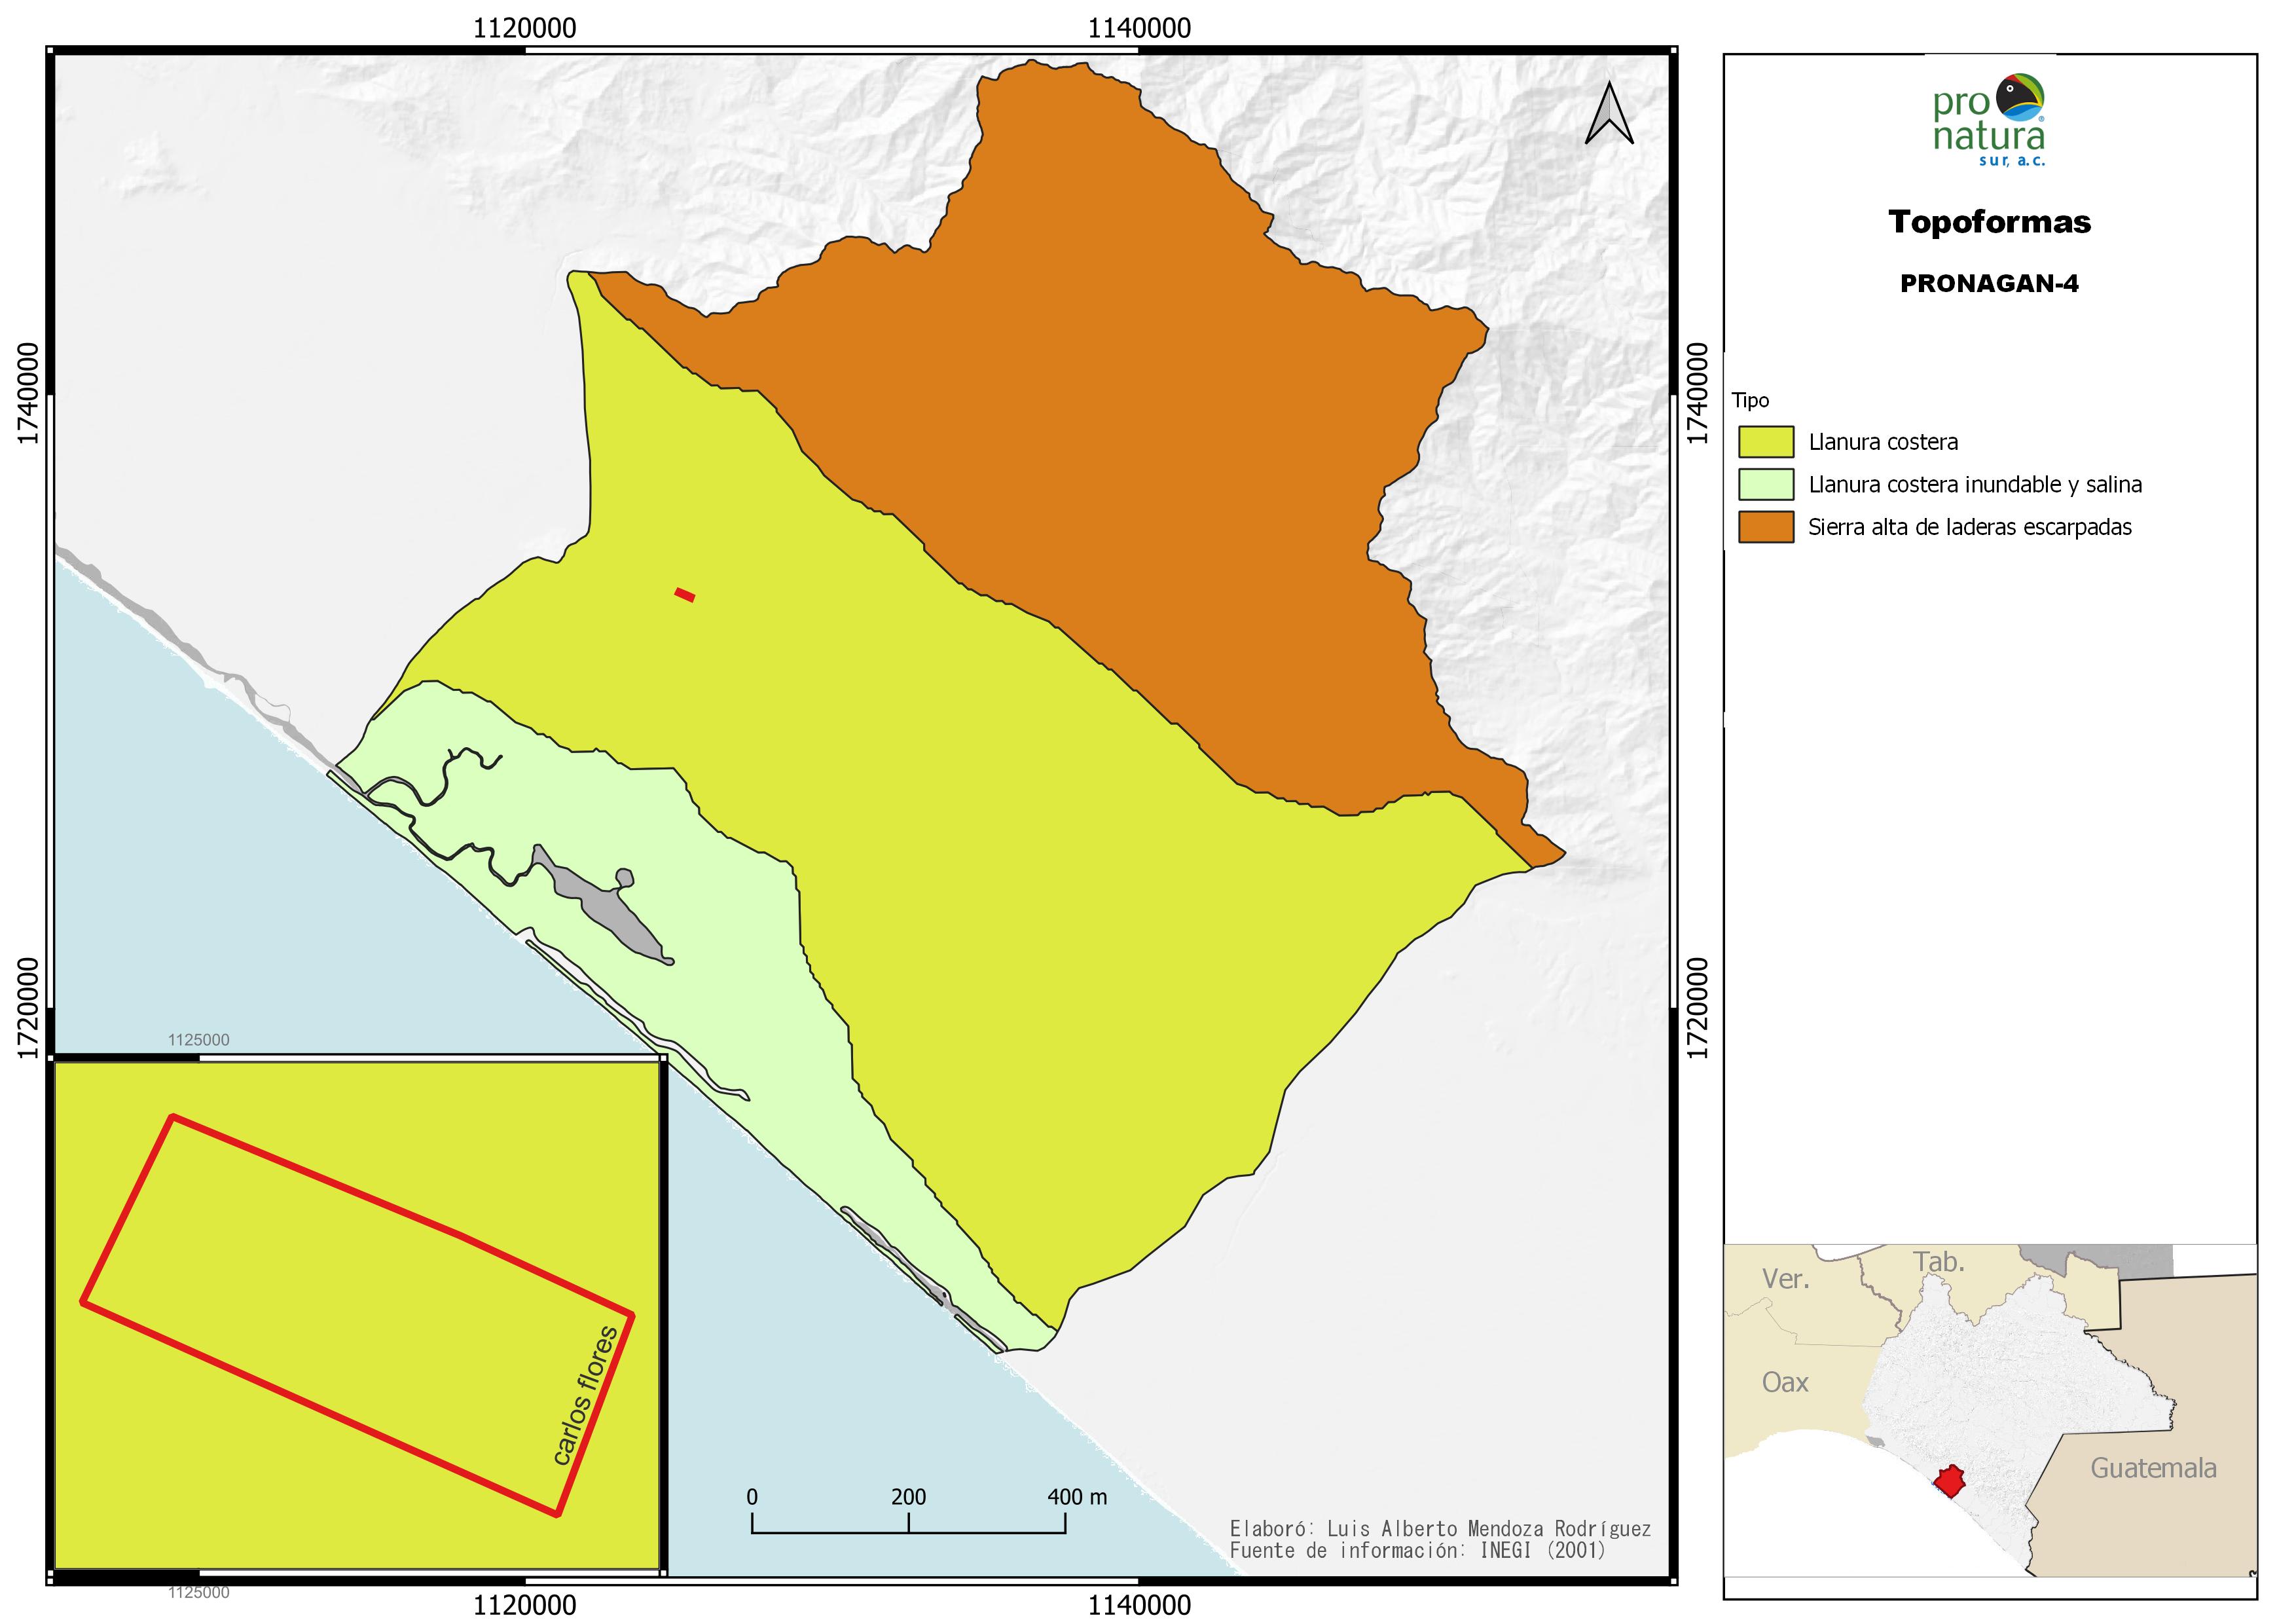 1120000
1140000
1740000
1740000
1720000
1720000
1125000
carlos flores
1125000
1120000
1140000
0 200 400 m
Elaboró: Luis Alberto Mendoza Rodríguez
Fuente de información: INEGI (2001)
pro
natura
sur, a.c.
Topoformas
PRONAGAN-4
Tipo
Llanura costera
Llanura costera inundable y salina
Sierra alta de laderas escarpadas
Ver.
Tab.
Oax
Guatemala